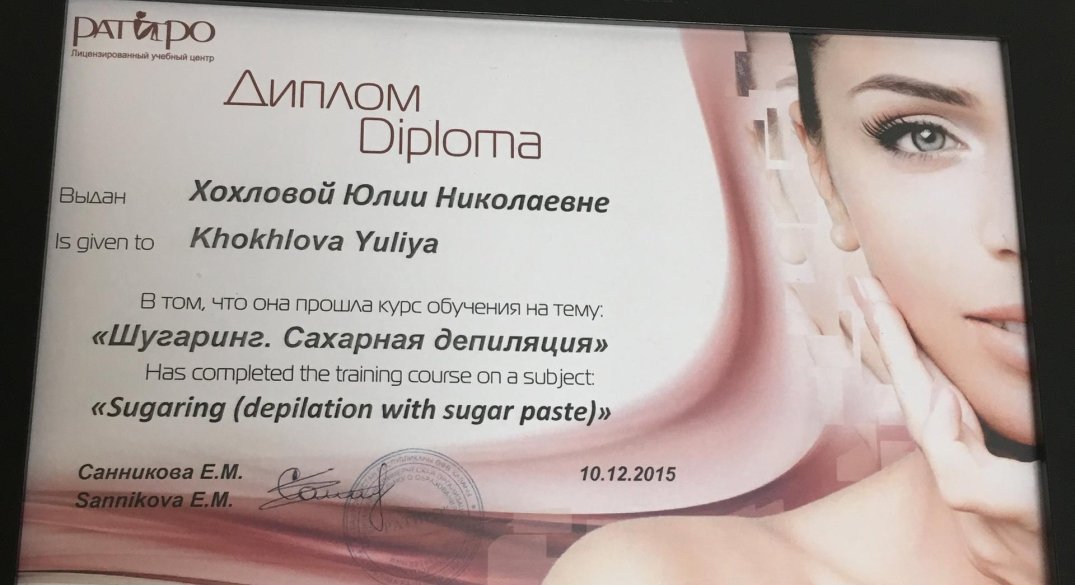 РАТИРО
Лицензированный учебный центр
Диплом
Diploma
Выдан Хохловой Юлии Николаевне
Is given to Khokhlova Yuliya
В том, что она прошла курс обучения на тему:
«Шугаринг. Сахарная депиляция»
Has completed the training course on a subject:
«Sugaring (depilation with sugar paste)»
Санникова Е.М.
Sannikova E.M.
10.12.2015